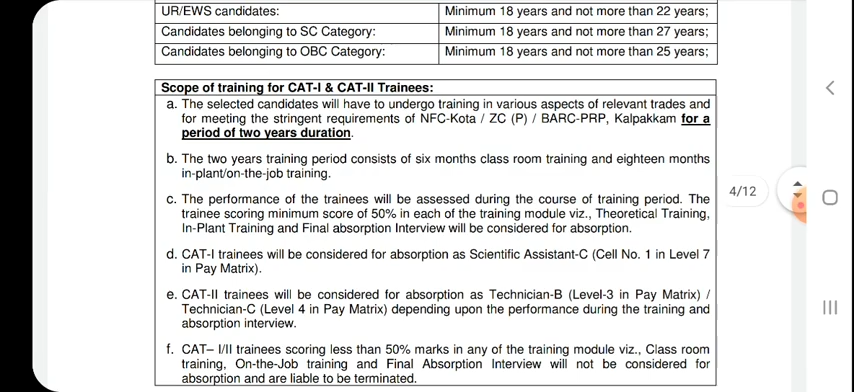 UR/EWS candidates: Minimum 18 years and not more than 22 years;
Candidates belonging to SC Category: Minimum 18 years and not more than 27 years;
Candidates belonging to OBC Category: Minimum 18 years and not more than 25 years;
Scope of training for CAT-I & CAT-II Trainees:
a. The selected candidates will have to undergo training in various aspects of relevant trades and
for meeting the stringent requirements of NFC-Kota / ZC (P) / BARC-PRP, Kalpakkam for a
period of two years duration.
b. The two years training period consists of six months class room training and eighteen months
in-plant/on-the-job training.
c. The performance of the trainees will be assessed during the course of training period. The
trainee scoring minimum score of 50% in each of the training module viz., Theoretical Training,
In-Plant Training and Final absorption Interview will be considered for absorption.
d. CAT-I trainees will be considered for absorption as Scientific Assistant-C (Cell No. 1 in Level 7
in Pay Matrix).
e. CAT-II trainees will be considered for absorption as Technician-B (Level-3 in Pay Matrix) /
Technician-C (Level 4 in Pay Matrix) depending upon the performance during the training and
absorption interview.
f. CAT– I/II trainees scoring less than 50% marks in any of the training module viz., Class room
training, On-the-Job training and Final Absorption Interview will not be considered for
absorption and are liable to be terminated.
4/12